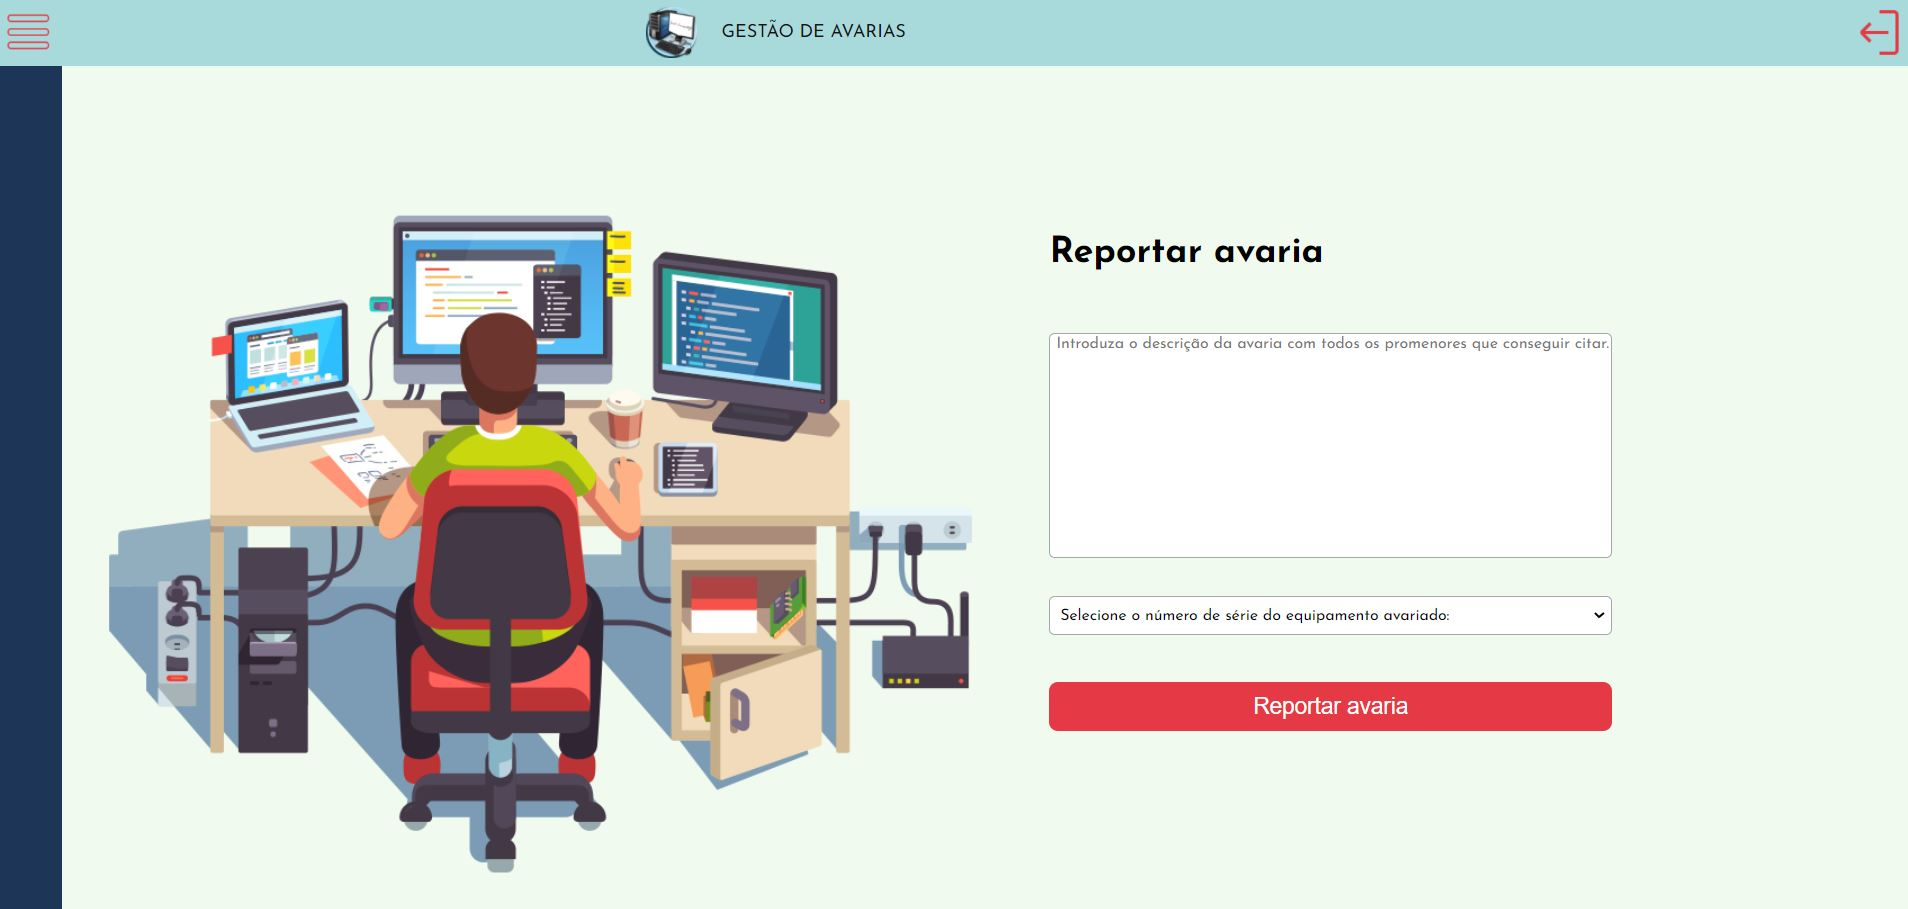 GESTÃO DE AVARIAS
Reportar avaria
Introduza o descrição da avaria com todos os promenores que conseguir citar.
Selecione o número de série do equipamento avariado:
Reportar avaria